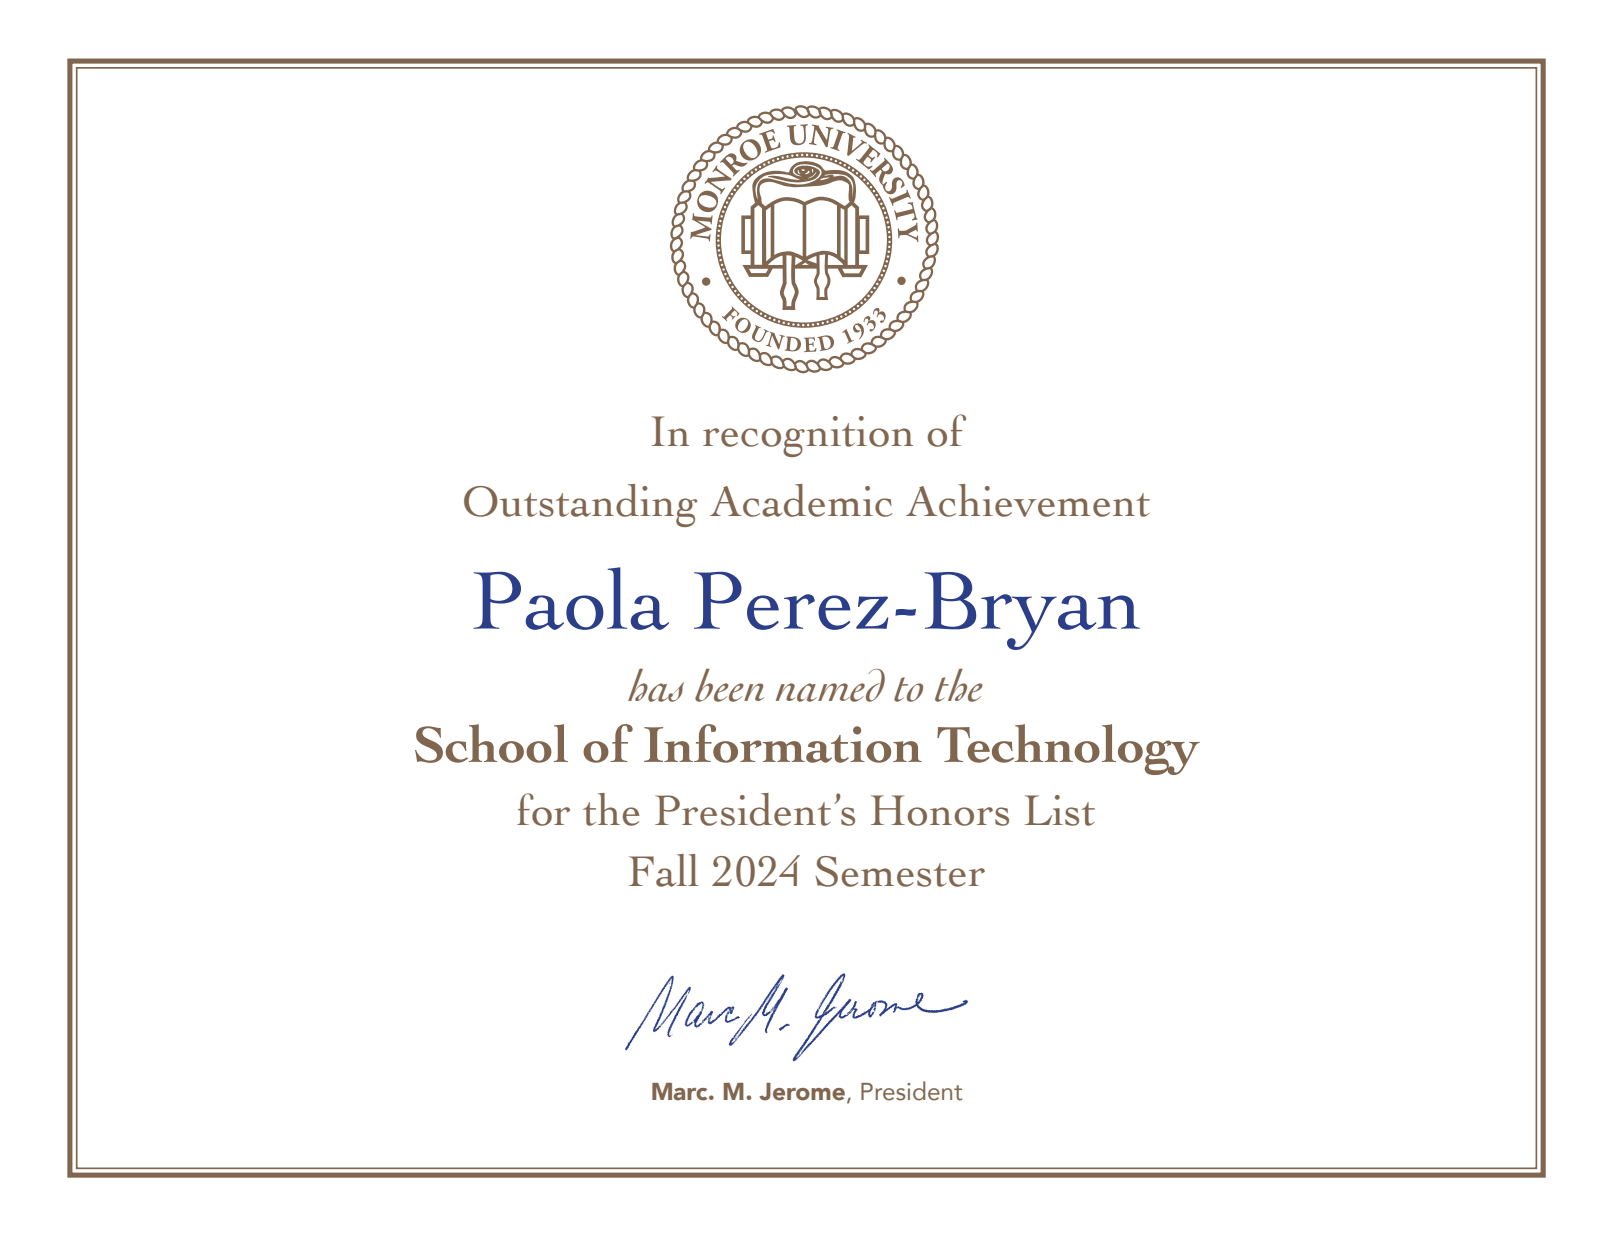 MONROE UNIVERSITY
FOUNDED 1933
In recognition of
Outstanding Academic Achievement
Paola Perez-Bryan
has been named to the
School of Information Technology
for the President’s Honors List
Fall 2024 Semester
Marc M. Jerome
Marc. M. Jerome, President